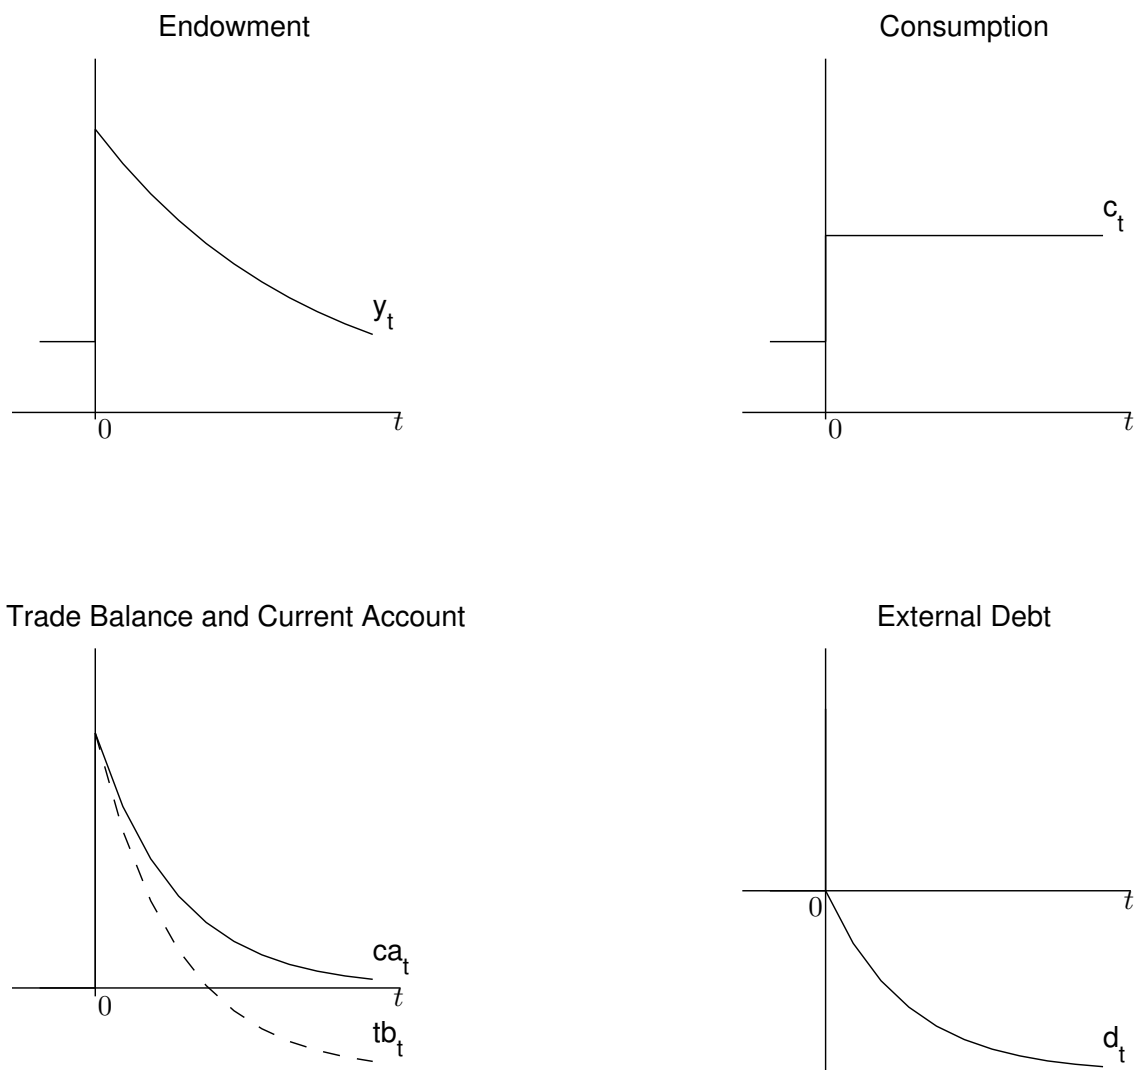 Endowment
Consumption
c_t
y_t
0
t
0
t
Trade Balance and Current Account
External Debt
0
t
ca_t
0
t
tb_t
d_t